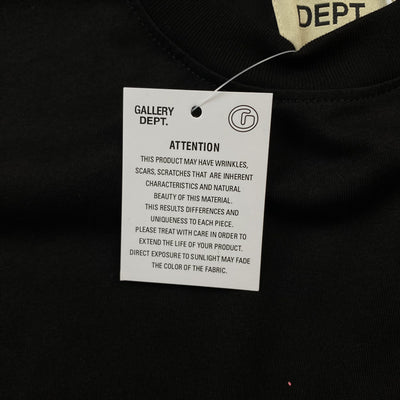 DEPT
GALLERY
DEPT.
G
ATTENTION
THIS PRODUCT MAY HAVE WRINKLES,
SCARS, SCRATCHES THAT ARE INHERENT
CHARACTERISTICS AND NATURAL
BEAUTY OF THIS MATERIAL.
THIS RESULTS DIFFERENCES AND
UNIQUENESS TO EACH PIECE.
PLEASE TREAT WITH CARE IN ORDER TO
EXTEND THE LIFE OF YOUR PRODUCT.
DIRECT EXPOSURE TO SUNLIGHT MAY FADE
THE COLOR OF THE FABRIC.